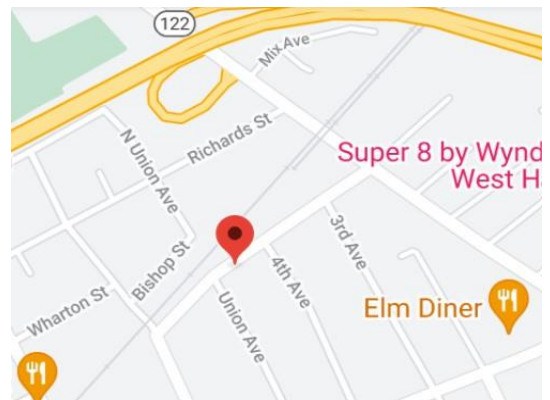 122
Mix Ave
Richards St
N Union Ave
Super 8 by Wynd
West Ha
3rd Ave
Bishop St
4th Ave
Wharton St
Union Ave
Elm Diner